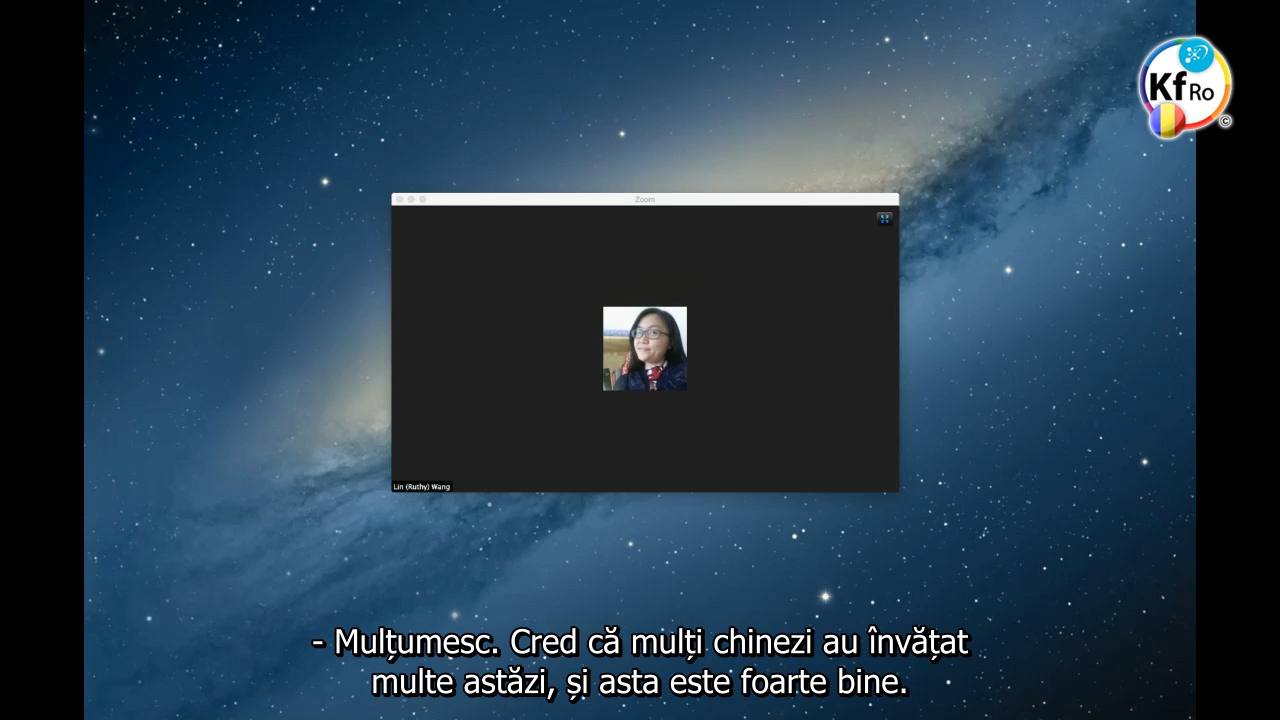 Kf Ro
©
Zoom
Lin (Ruthy) Wang
- Mulțumesc. Cred că mulți chinezi au învățat
multe astăzi, și asta este foarte bine.